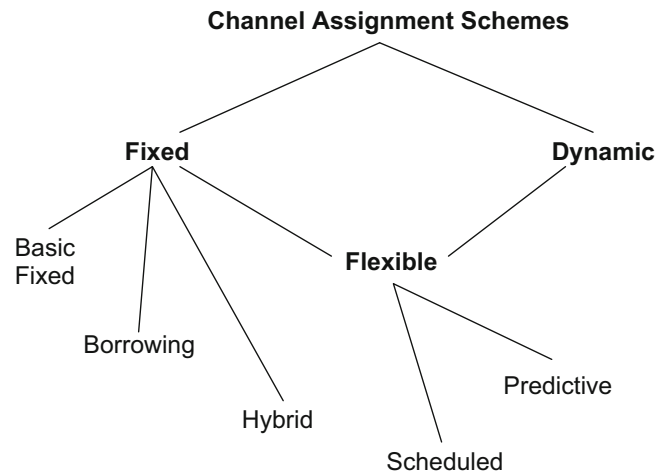 Channel Assignment Schemes
Fixed
Dynamic
Basic
Fixed
Flexible
Borrowing
Predictive
Hybrid
Scheduled